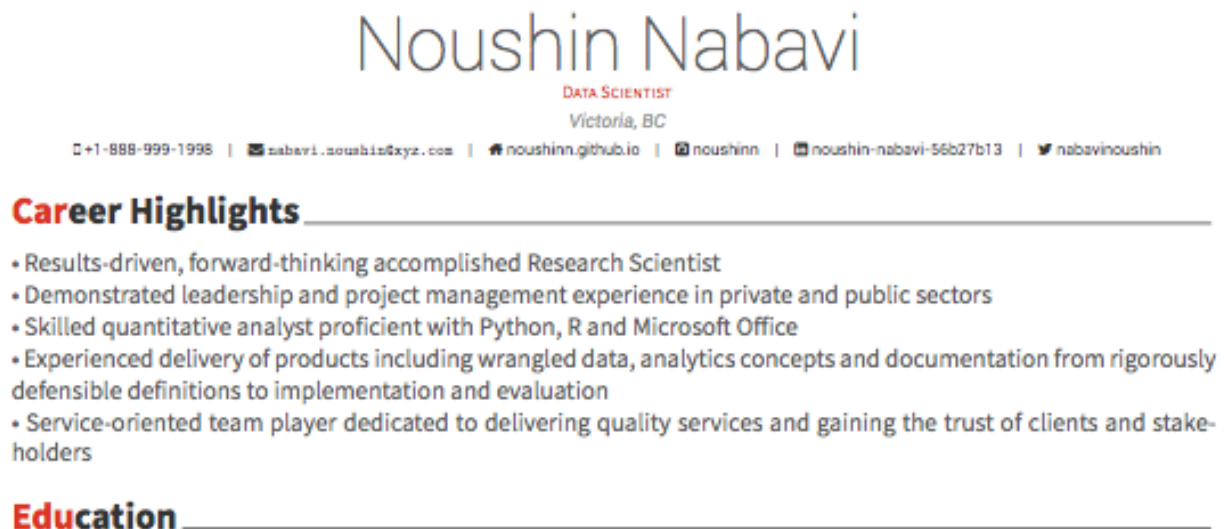 Noushin Nabavi
DATA SCIENTIST
Victoria, BC
+1-888-999-1998 | nabavi.noushin@xyz.com | noushinn.github.io | noushinn | noushin-nabavi-56b27b13 | nabavinoushin
Career Highlights
• Results-driven, forward-thinking accomplished Research Scientist
• Demonstrated leadership and project management experience in private and public sectors
• Skilled quantitative analyst proficient with Python, R and Microsoft Office
• Experienced delivery of products including wrangled data, analytics concepts and documentation from rigorously
defensible definitions to implementation and evaluation
• Service-oriented team player dedicated to delivering quality services and gaining the trust of clients and stake-
holders
Education